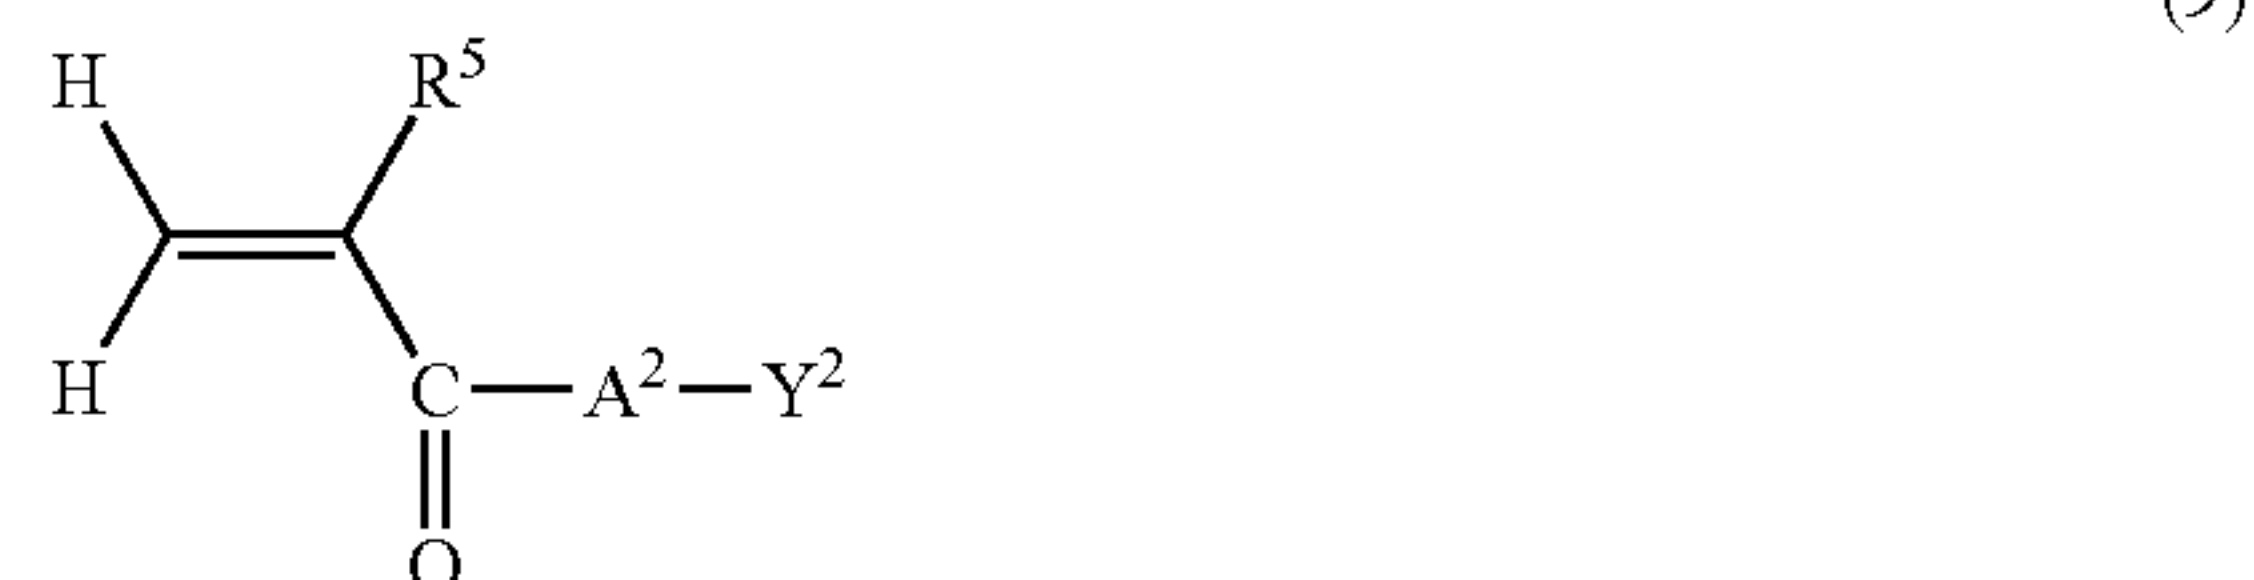 H R⁵
H C A² Y²
O